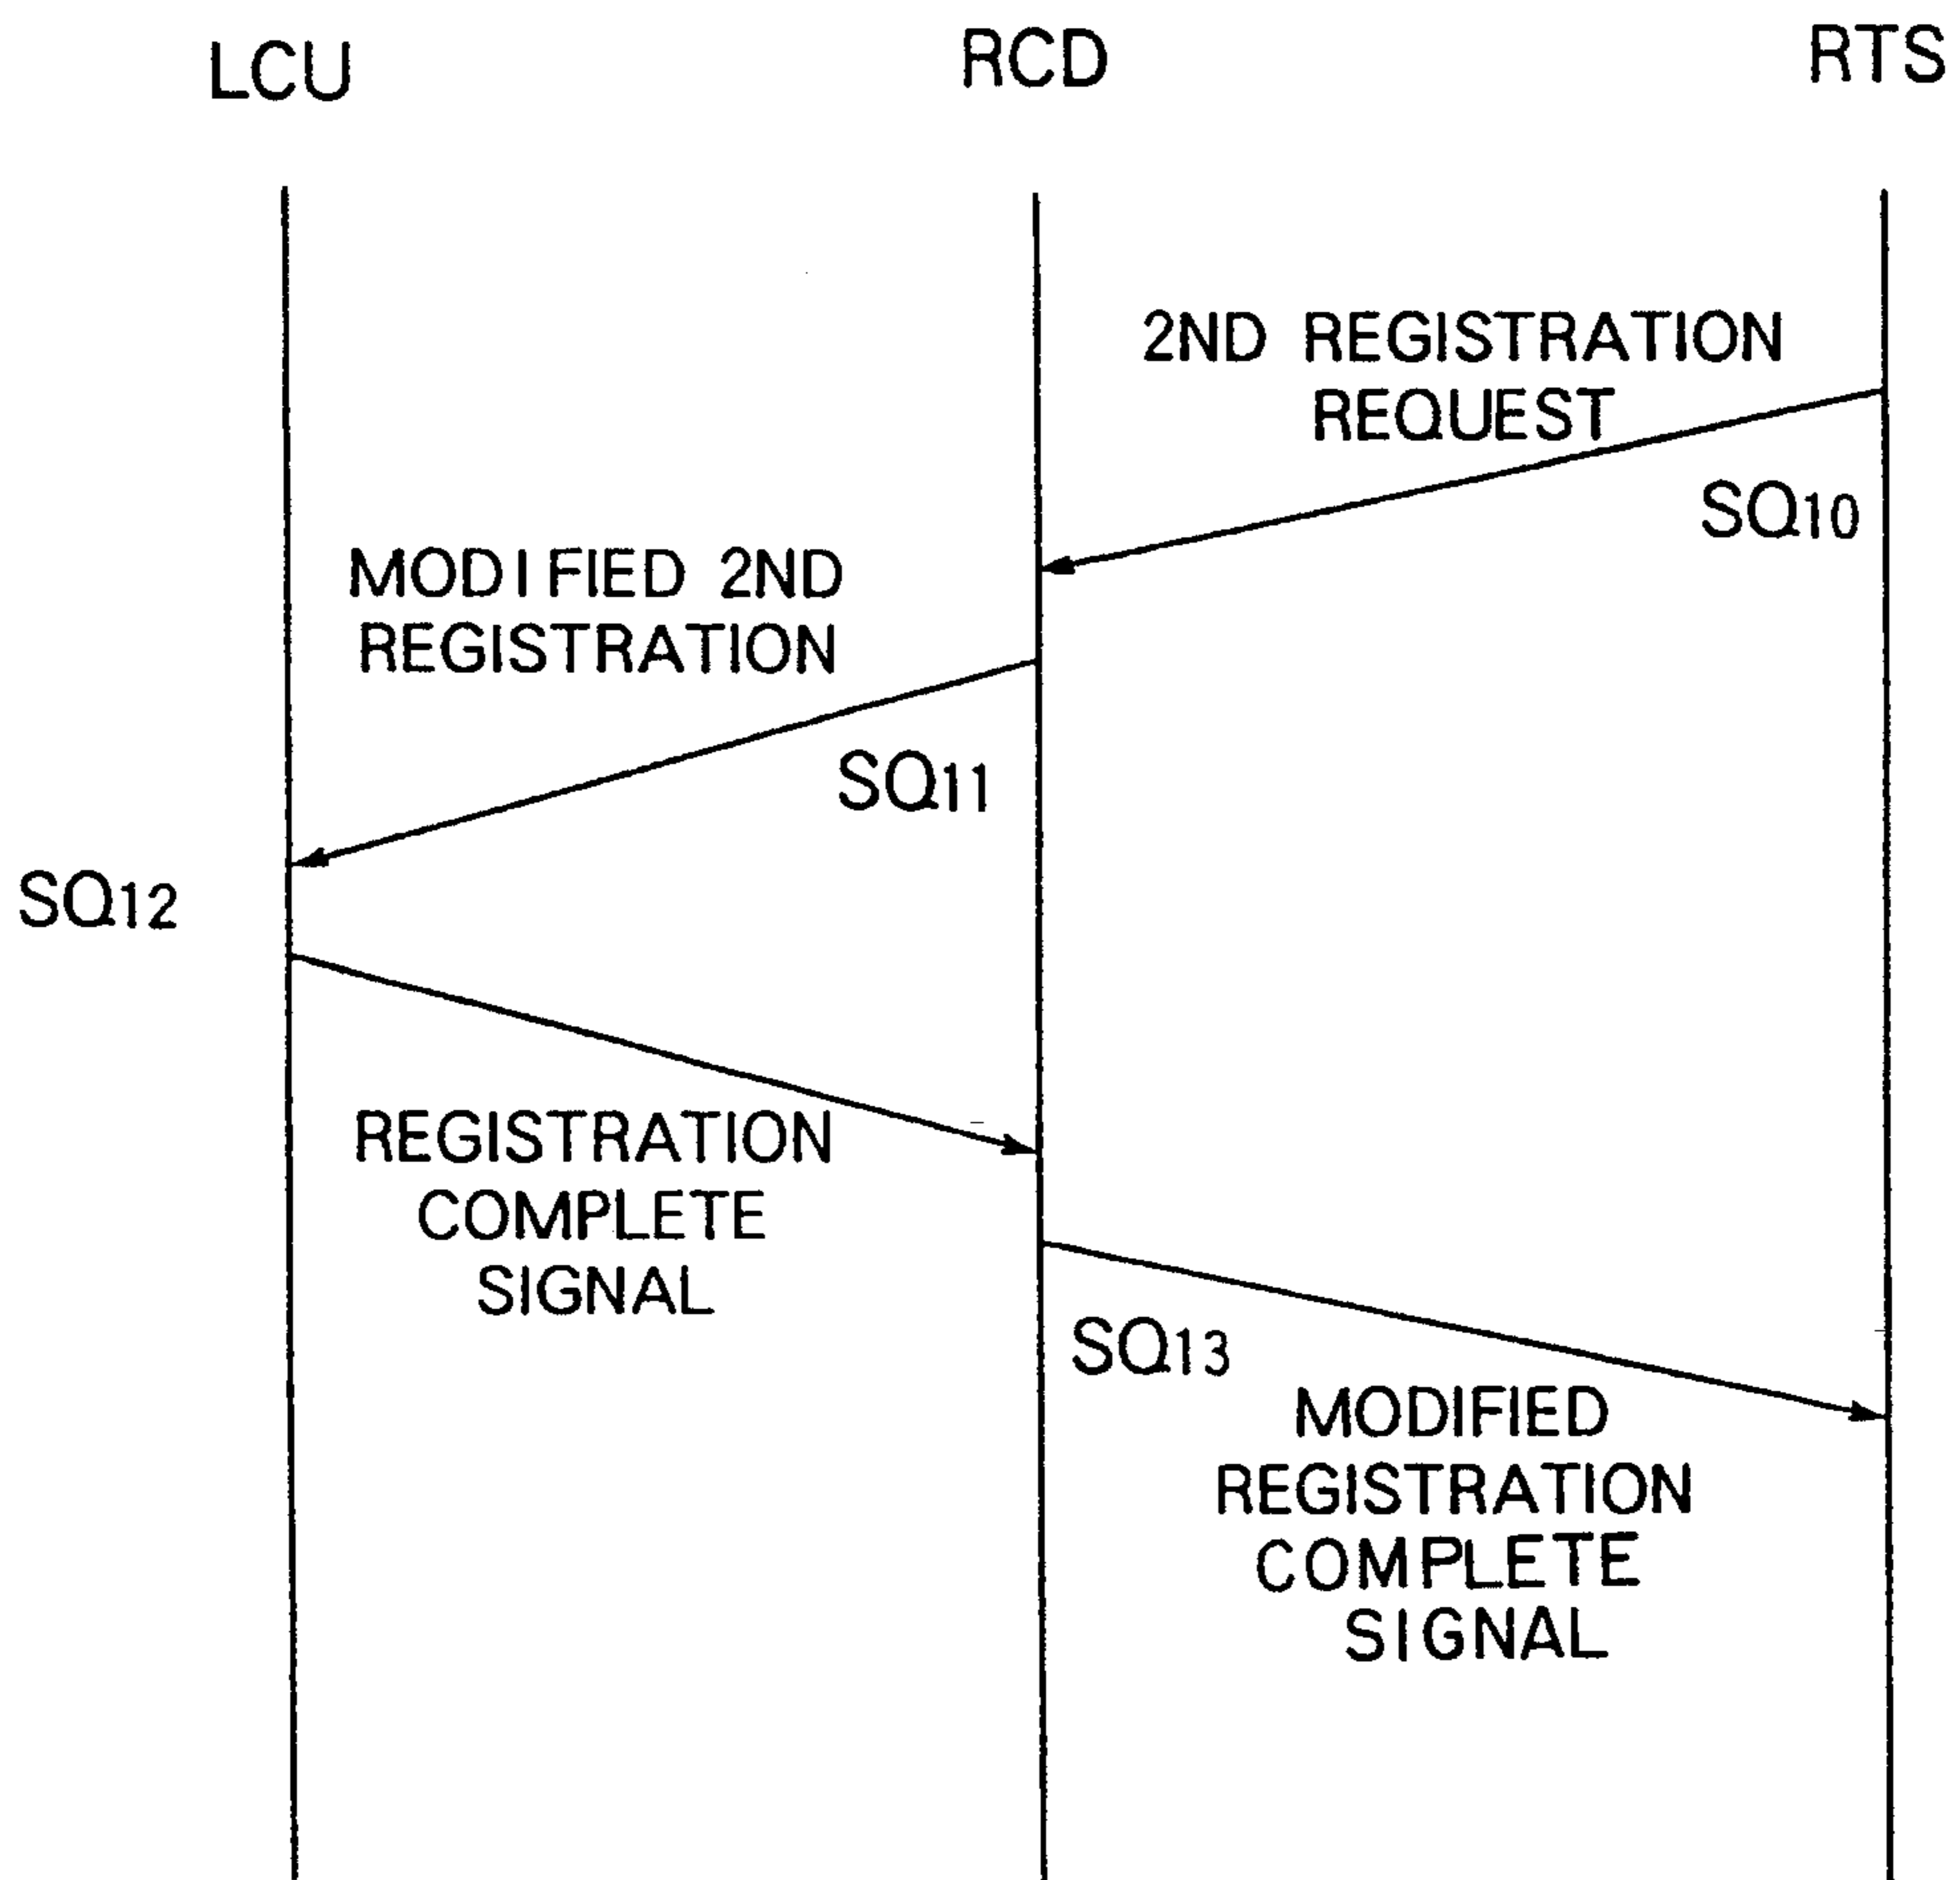 LCU
RCD
RTS
2ND REGISTRATION
REQUEST
SQ10
MODIFIED 2ND
REGISTRATION
SQ11
SQ12
REGISTRATION
COMPLETE
SIGNAL
SQ13
MODIFIED
REGISTRATION
COMPLETE
SIGNAL